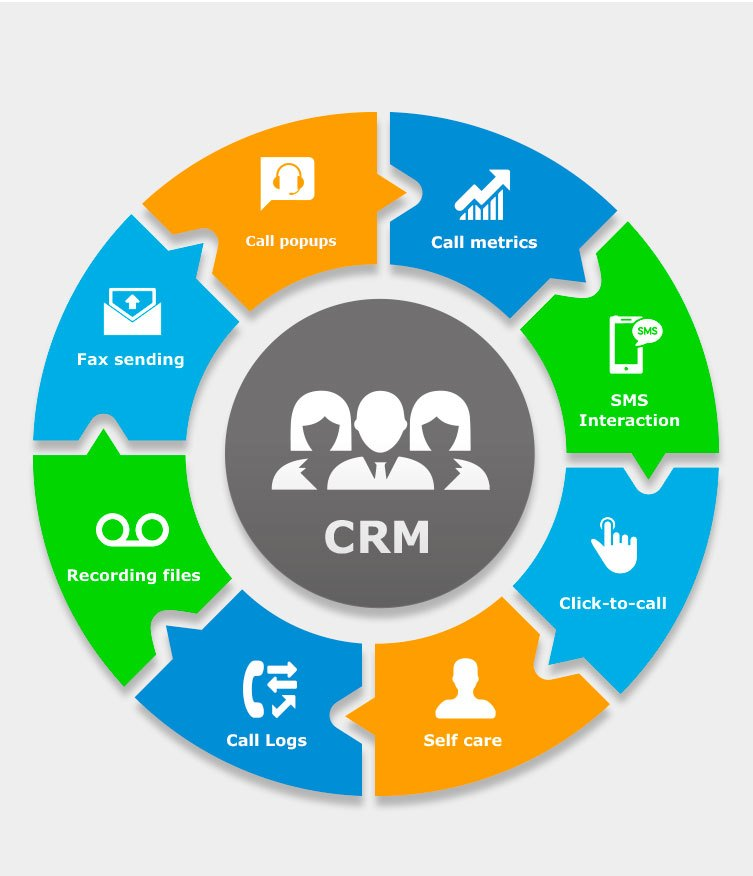 Call popups
Call metrics
SMS
SMS
Interaction
Fax sending
CRM
Recording files
Click-to-call
Call Logs
Self care